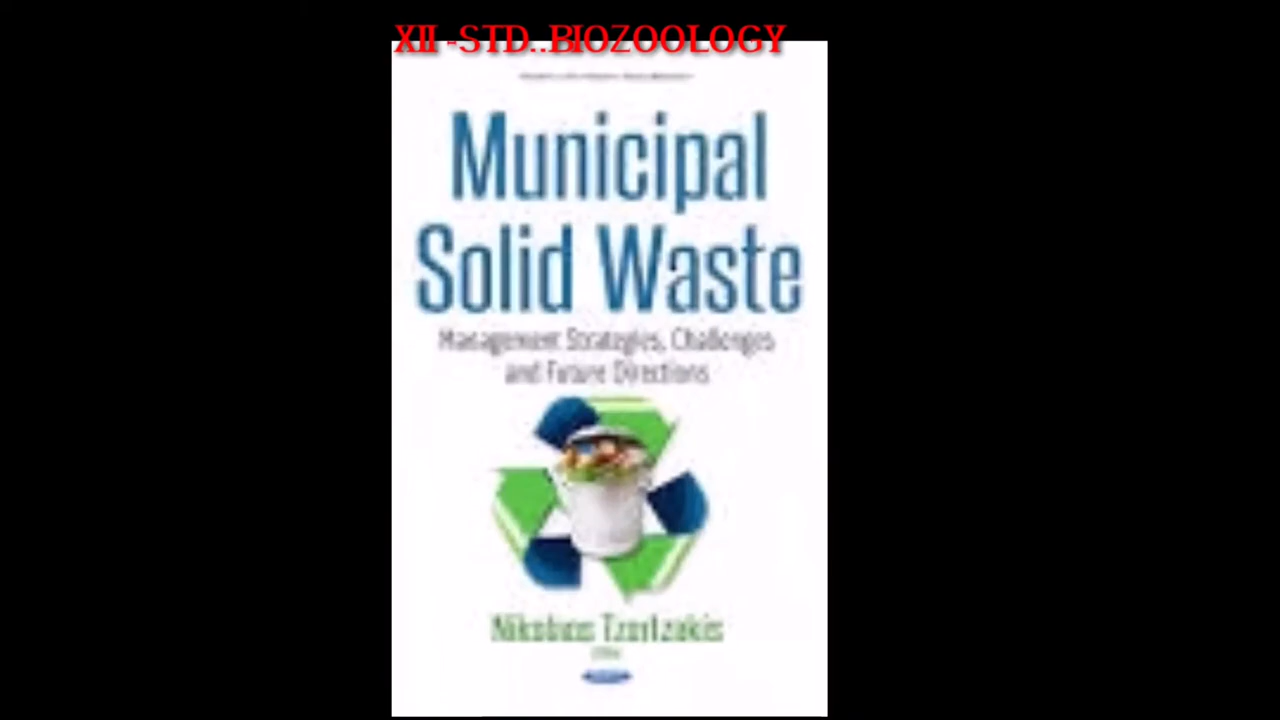 XII -STD..BIOZOOLOGY
Municipal
Solid Waste
Management Strategies, Challenges
and Future Directions
Nikolaos Tzortzakis